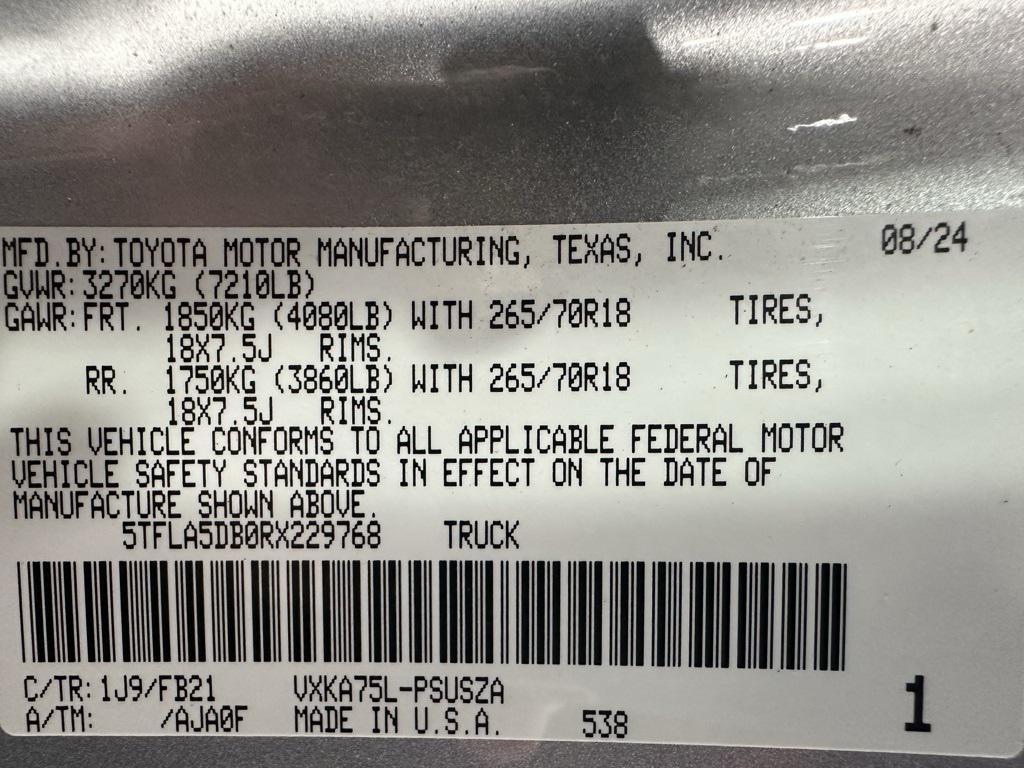 MFD.BY: TOYOTA MOTOR MANUFACTURING, TEXAS, INC. 08/24
GVWR: 3270KG (7210LB)
GAWR: FRT. 1850KG (4080LB) WITH 265/70R18 TIRES,
18X7.5J RIMS.
RR. 1750KG (3860LB) WITH 265/70R18 TIRES,
18X7.5J RIMS.
THIS VEHICLE CONFORMS TO ALL APPLICABLE FEDERAL MOTOR
VEHICLE SAFETY STANDARDS IN EFFECT ON THE DATE OF
MANUFACTURE SHOWN ABOVE.
5TFLA5DB0RX229768 TRUCK
C/TR: 1J9/FB21 VXKA75L-PSUSZA
A/TM: /AJA0F MADE IN U.S.A. 538 1